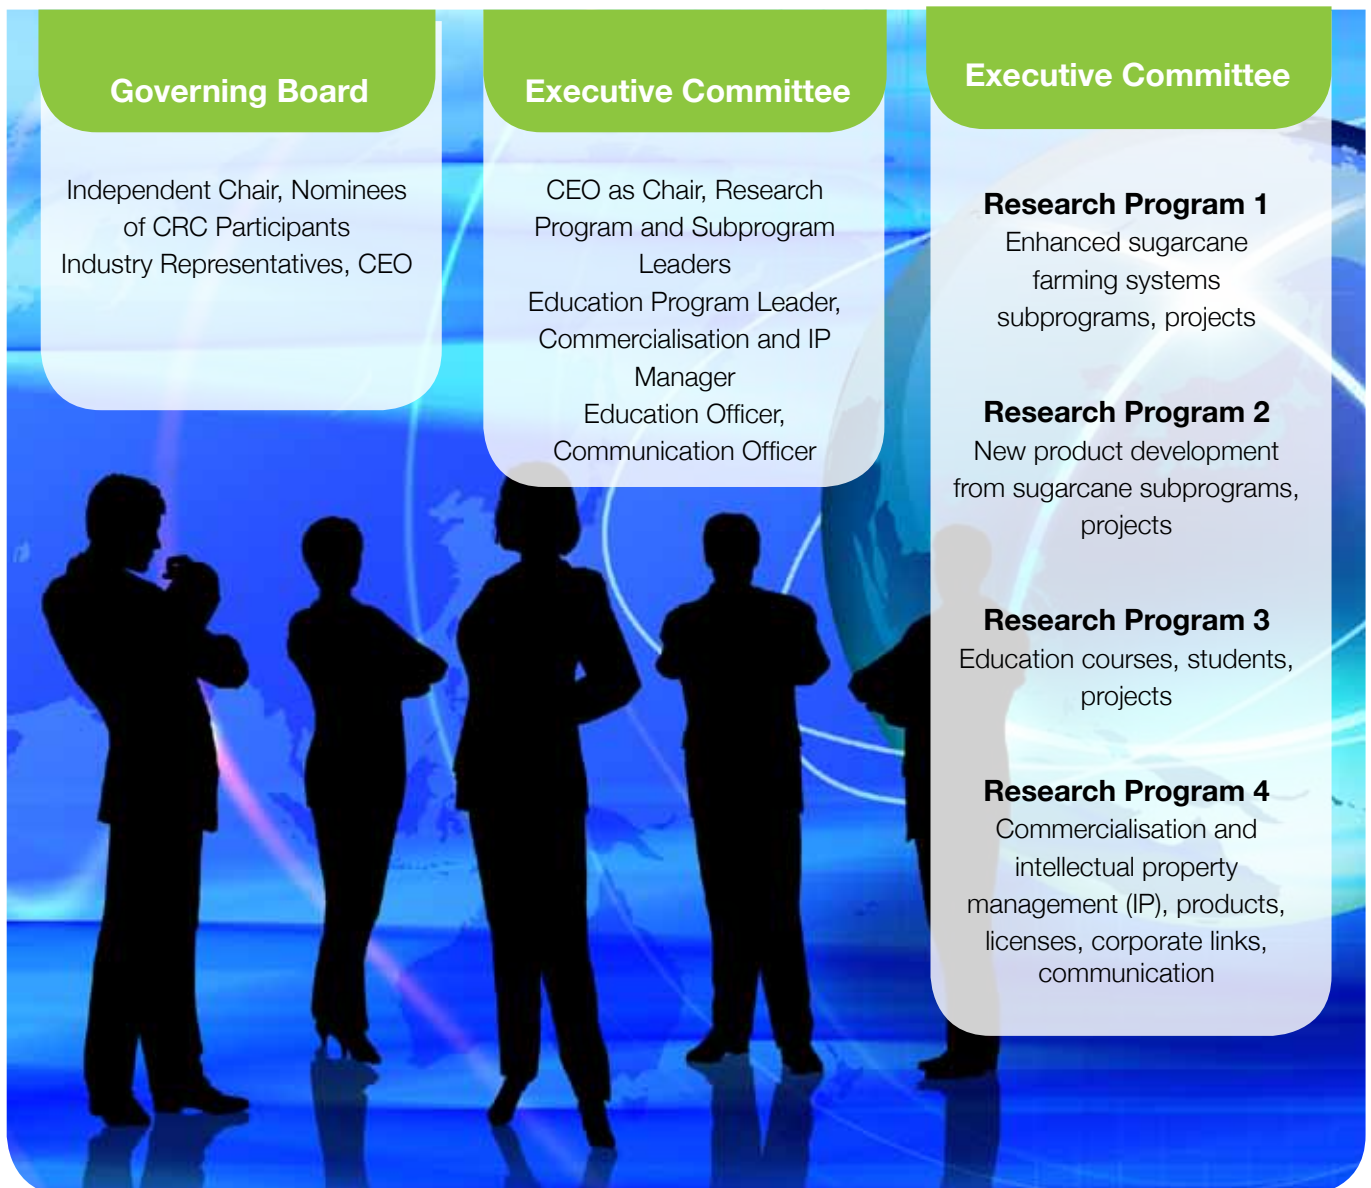 Governing Board
Independent Chair, Nominees
of CRC Participants
Industry Representatives, CEO
Executive Committee
CEO as Chair, Research
Program and Subprogram
Leaders
Education Program Leader,
Commercialisation and IP
Manager
Education Officer,
Communication Officer
Executive Committee
Research Program 1
Enhanced sugarcane
farming systems
subprograms, projects
Research Program 2
New product development
from sugarcane subprograms,
projects
Research Program 3
Education courses, students,
projects
Research Program 4
Commercialisation and
intellectual property
management (IP), products,
licenses, corporate links,
communication